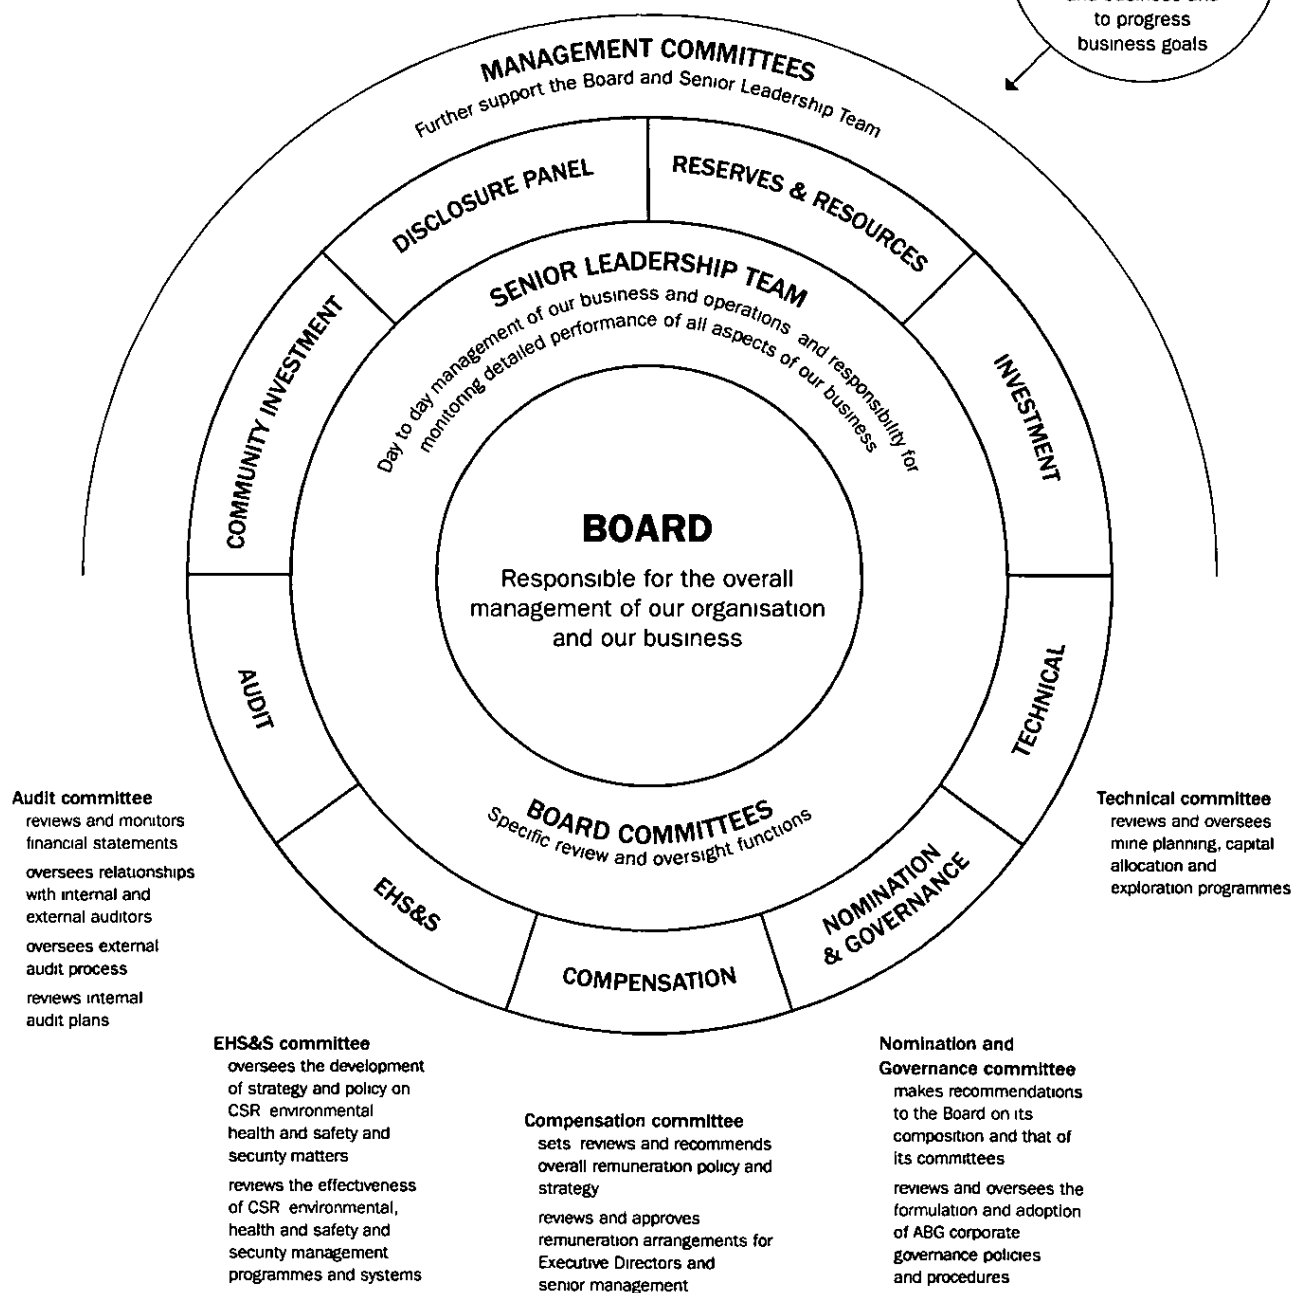 to progress
business goals
MANAGEMENT COMMITTEES
Further support the Board and Senior Leadership Team
DISCLOSURE PANEL
RESERVES & RESOURCES
COMMUNITY INVESTMENT
INVESTMENT
SENIOR LEADERSHIP TEAM
Day to day management of our business and operations and responsibility for
monitoring detailed performance of all aspects of our business
BOARD
Responsible for the overall
management of our organisation
and our business
AUDIT
TECHNICAL
BOARD COMMITTEES
Specific review and oversight functions
EHS&S
COMPENSATION
NOMINATION
& GOVERNANCE
Audit committee
reviews and monitors
financial statements
oversees relationships
with internal and
external auditors
oversees external
audit process
reviews internal
audit plans
EHS&S committee
oversees the development
of strategy and policy on
CSR environmental
health and safety and
security matters
reviews the effectiveness
of CSR environmental,
health and safety and
security management
programmes and systems
Compensation committee
sets reviews and recommends
overall remuneration policy and
strategy
reviews and approves
remuneration arrangements for
Executive Directors and
senior management
Nomination and
Governance committee
makes recommendations
to the Board on its
composition and that of
its committees
reviews and oversees the
formulation and adoption
of ABG corporate
governance policies
and procedures
Technical committee
reviews and oversees
mine planning, capital
allocation and
exploration programmes